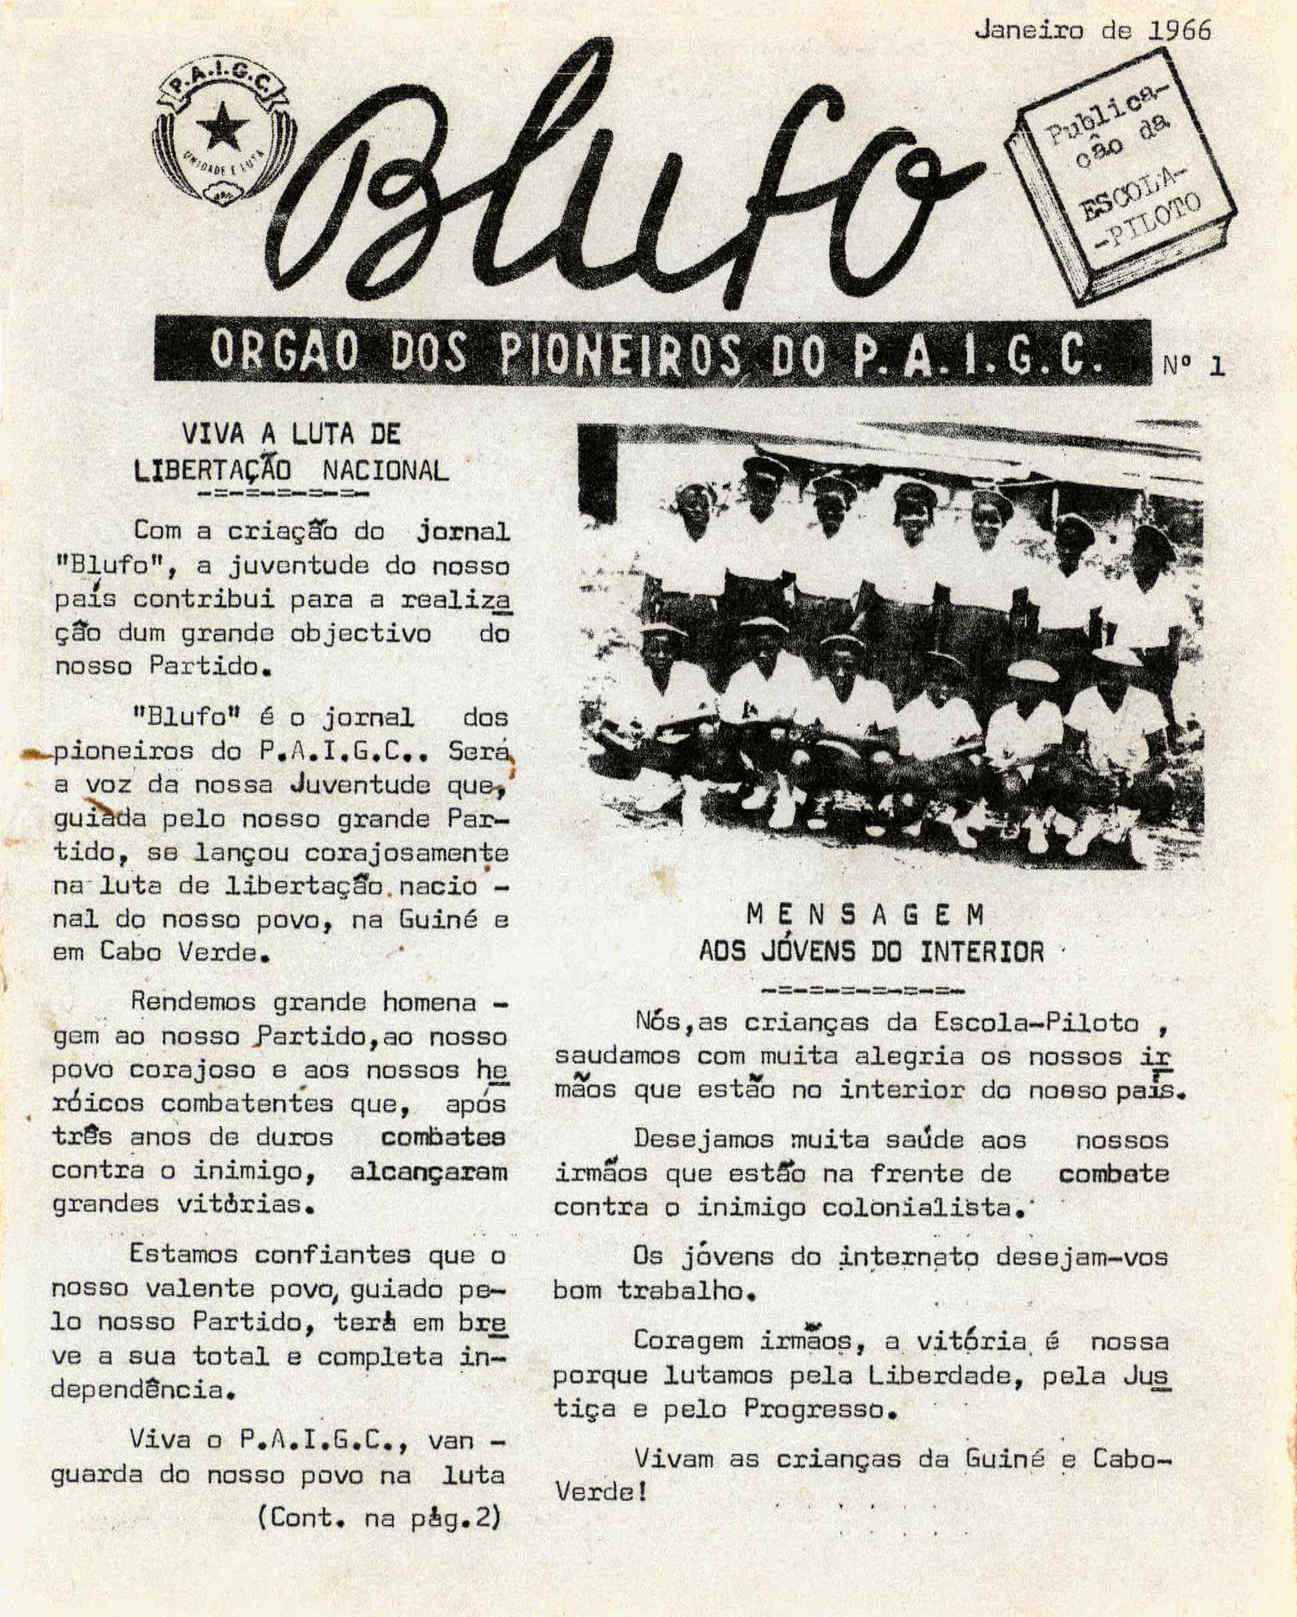 Janeiro de 1966
P.A.I.G.C.
UNIDADE E LUTA
Blufo
Publica-
ção da
ESCOLA-
-PILOTO
ORGAO DOS PIONEIROS DO P.A.I.G.C.
Nº 1
VIVA A LUTA DE
LIBERTAÇÃO NACIONAL
-=-=-=-=-=-
Com a criação do jornal
"Blufo", a juventude do nosso
país contribui para a realiza
ção dum grande objectivo do
nosso Partido.
"Blufo" é o jornal dos
pioneiros do P.A.I.G.C.. Será,
a voz da nossa Juventude que,
guiada pelo nosso grande Par-
tido, se lançou corajosamente
na luta de libertação nacio -
nal do nosso povo, na Guiné e
em Cabo Verde.
Rendemos grande homena -
gem ao nosso Partido,ao nosso
povo corajoso e aos nossos he
róicos combatentes que, após
três anos de duros combates
contra o inimigo, alcançaram
grandes vitórias.
Estamos confiantes que o
nosso valente povo, guiado pe-
lo nosso Partido, terá em bre
ve a sua total e completa in-
dependência.
Viva o P.A.I.G.C., van -
guarda do nosso povo na luta
(Cont. na pág.2)
MENSAGEM
AOS JÓVENS DO INTERIOR
-=-=-=-=-=-=-
Nós,as crianças da Escola-Piloto ,
saudamos com muita alegria os nossos ir
mãos que estão no interior do nosso país.
Desejamos muita saúde aos nossos
irmãos que estão na frente de combate
contra o inimigo colonialista.
Os jóvens do internato desejam-vos
bom trabalho.
Coragem irmãos, a vitória é nossa
porque lutamos pela Liberdade, pela Jus
tiça e pelo Progresso.
Vivam as crianças da Guiné e Cabo-
Verde!